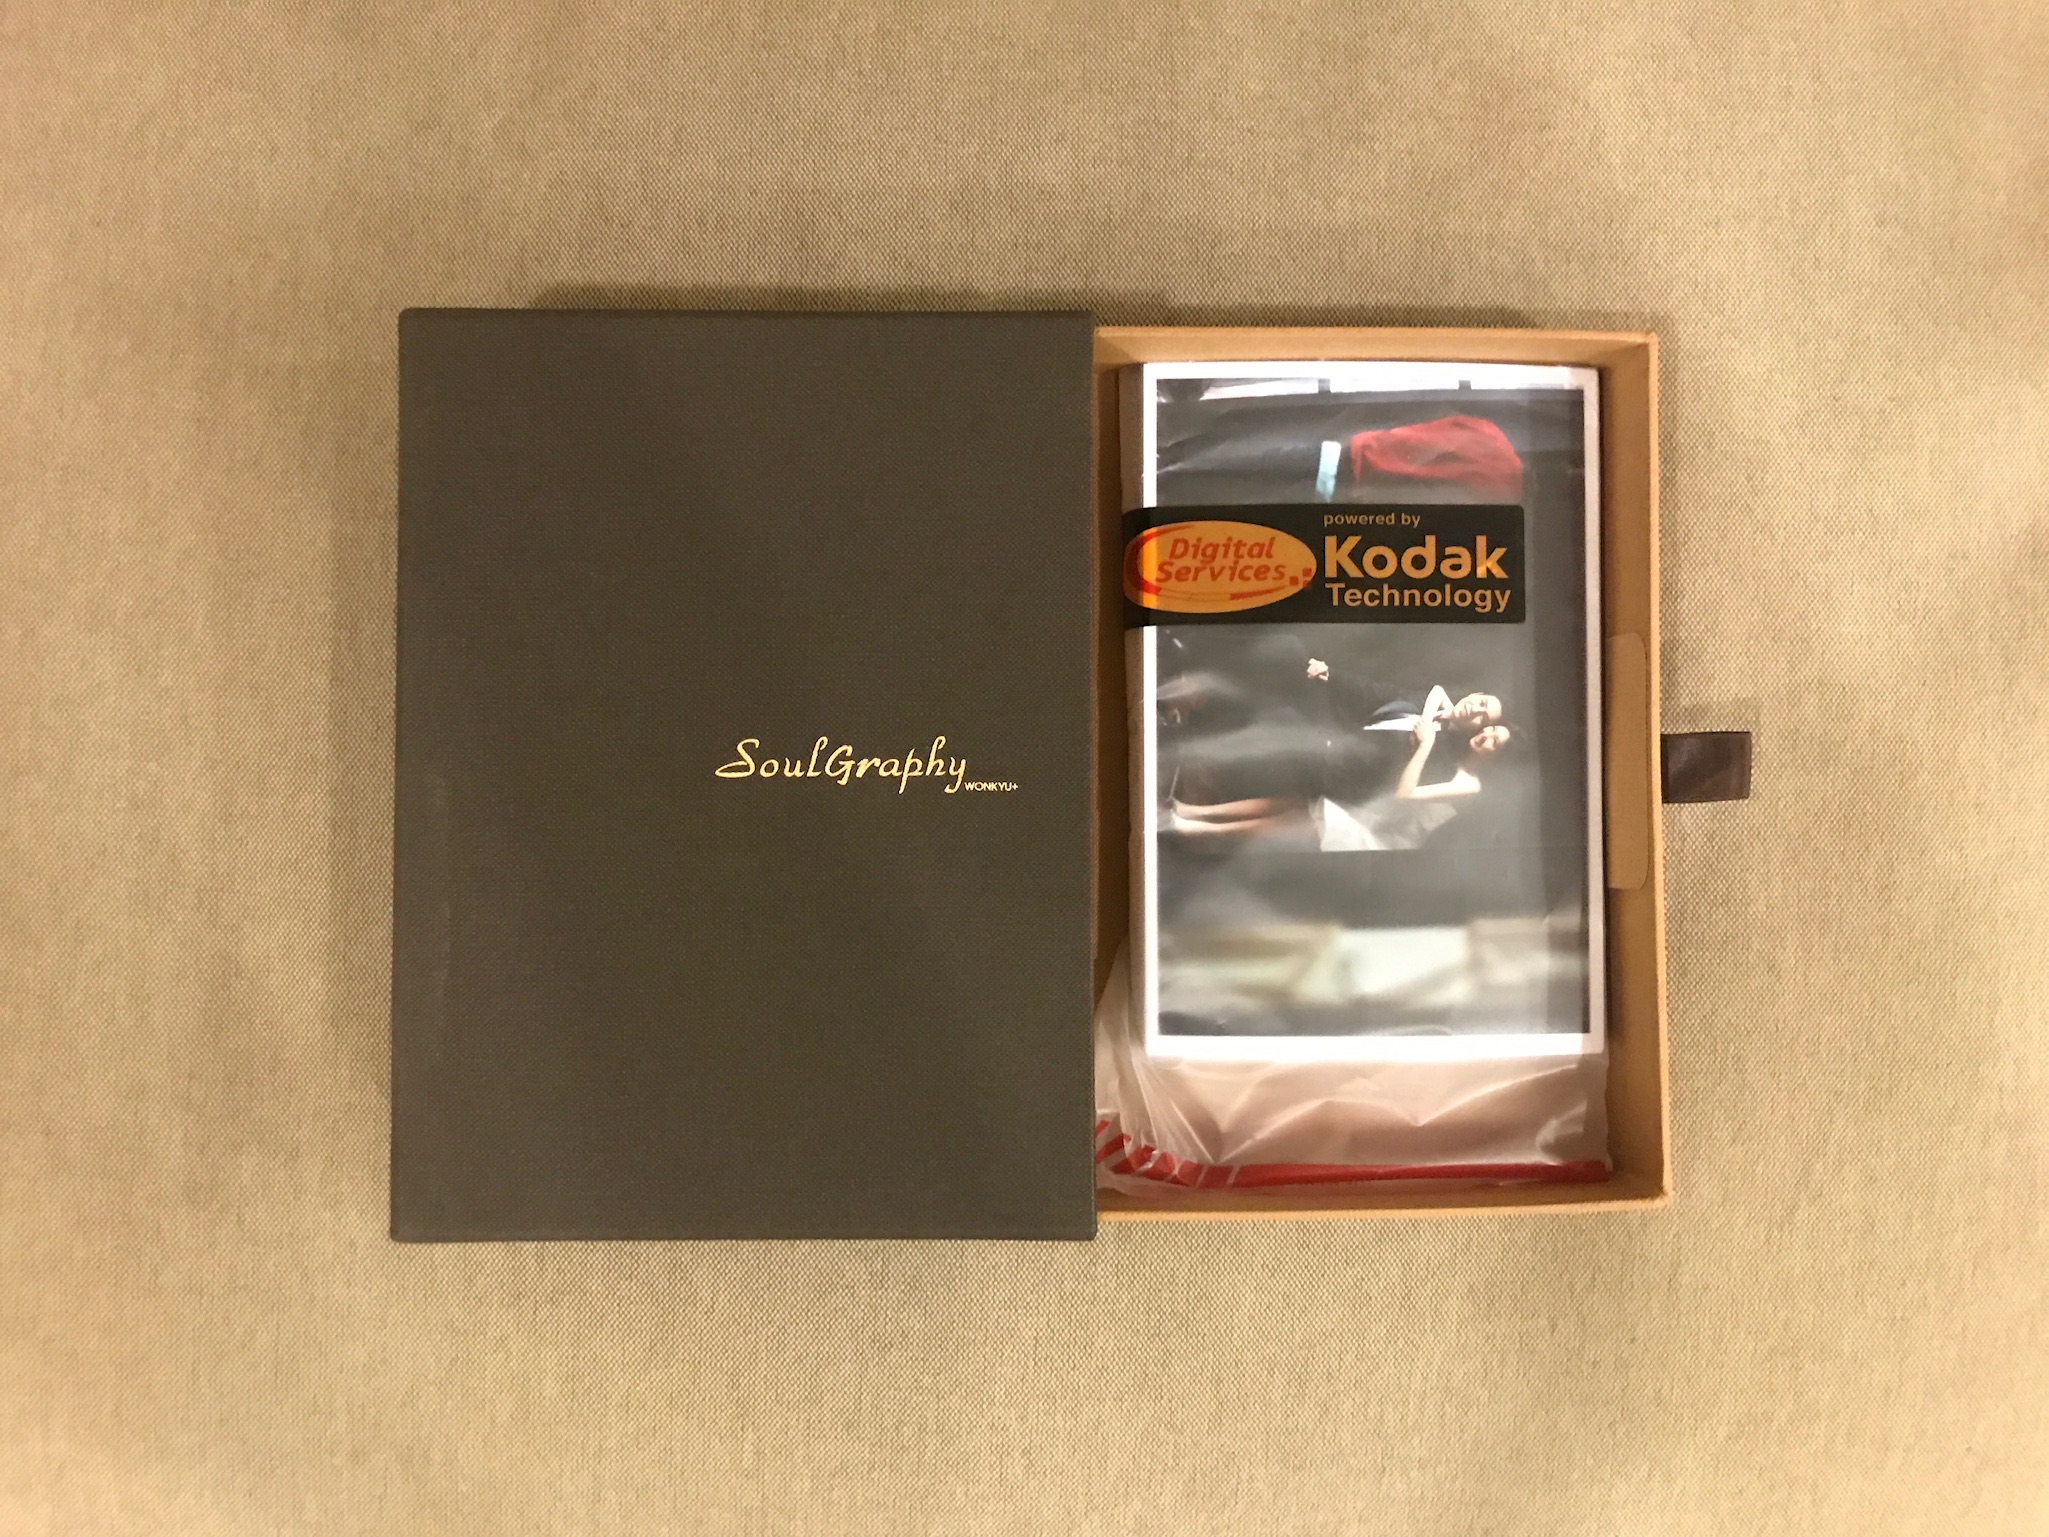 SoulGraphy
WONKYU+
Digital
Services
powered by
Kodak
Technology